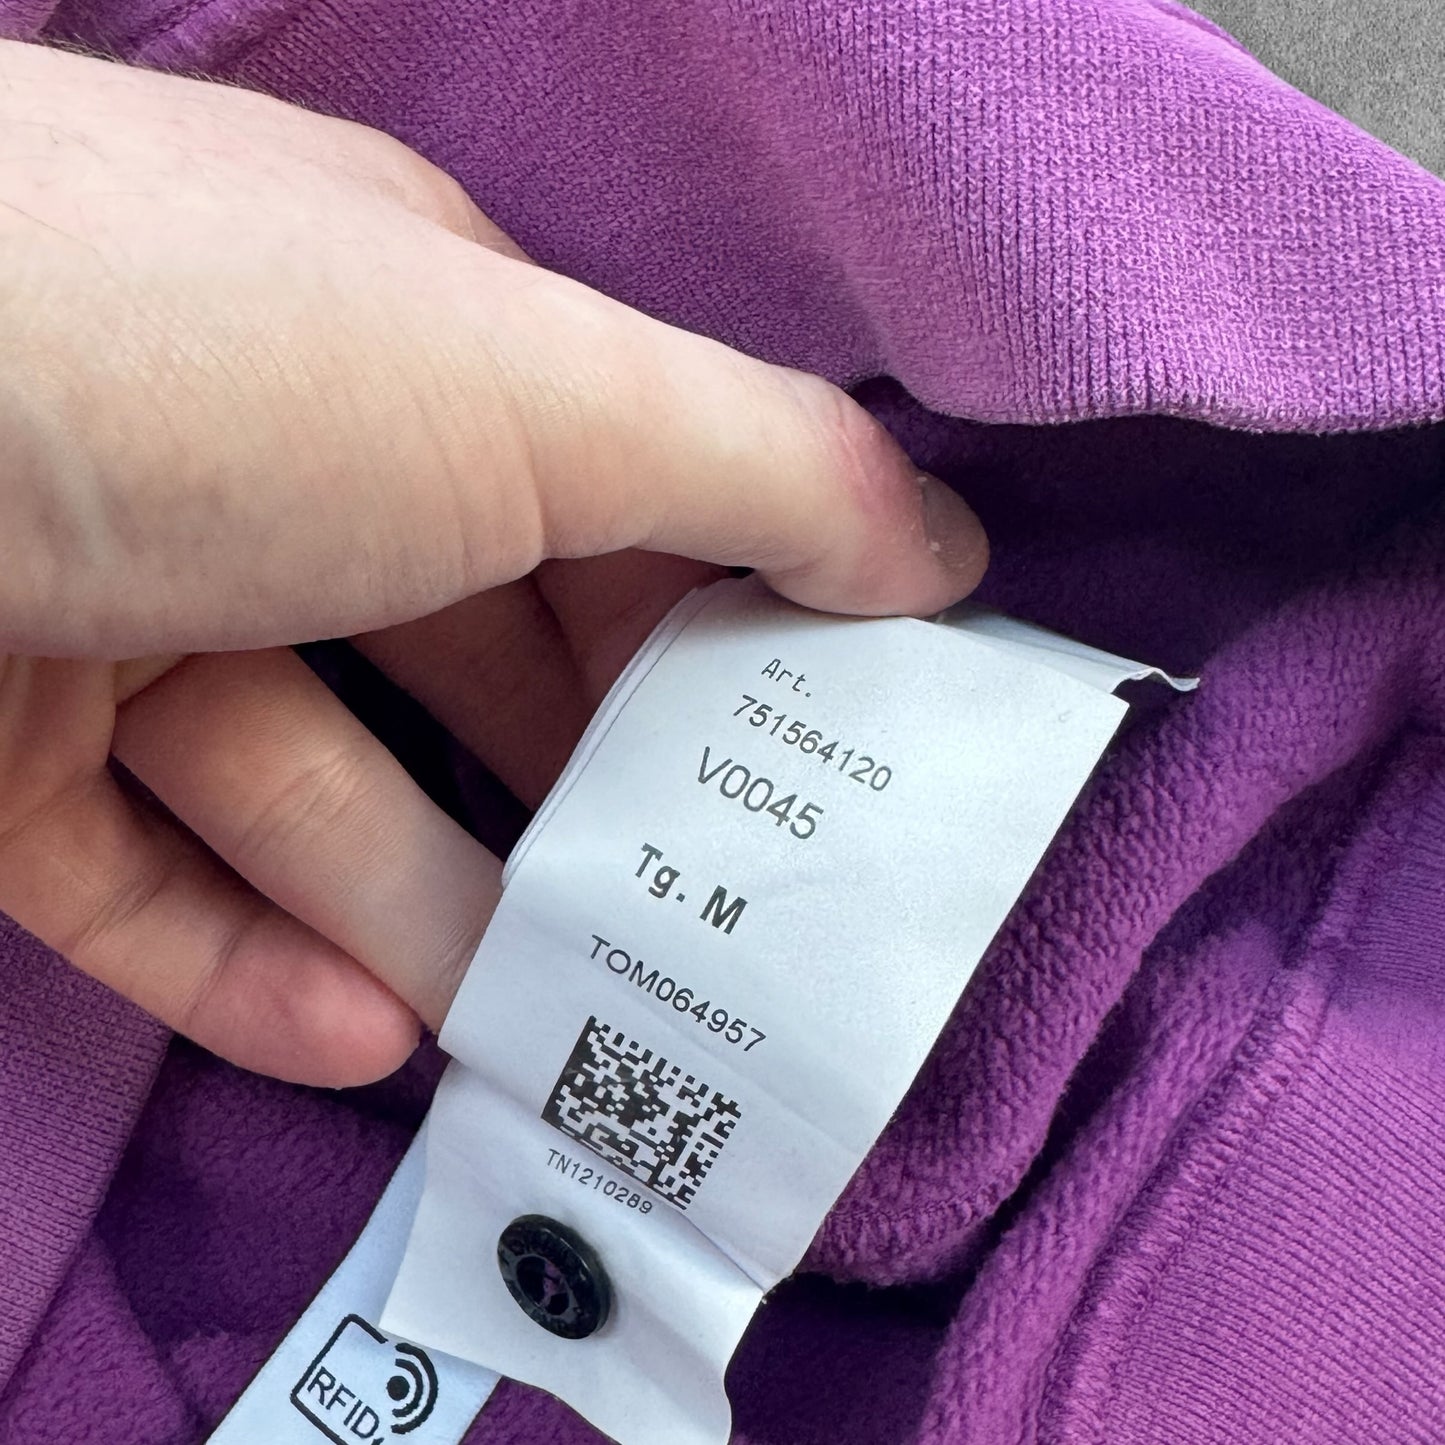 Art.
751564120
V0045
Tg. M
TOM064957
TN1210289
RFID